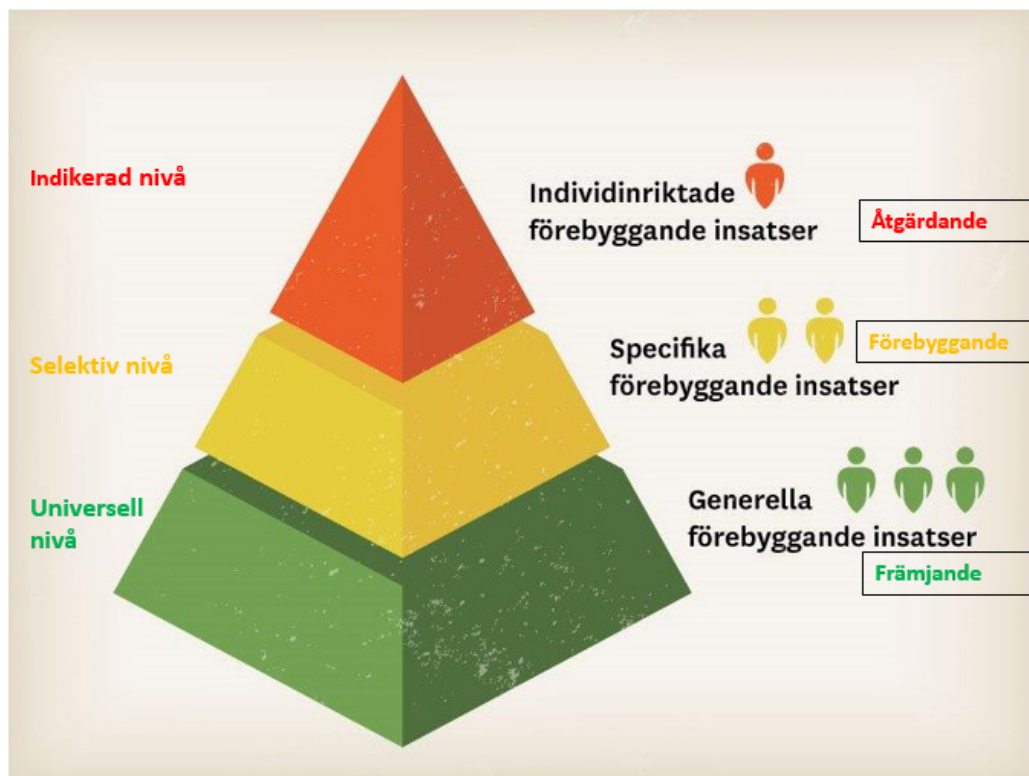 Indikerad nivå
Individinriktade
förebyggande insatser
Åtgärdande
Selektiv nivå
Specifika
förebyggande insatser
Förebyggande
Universell
nivå
Generella
förebyggande insatser
Främjande